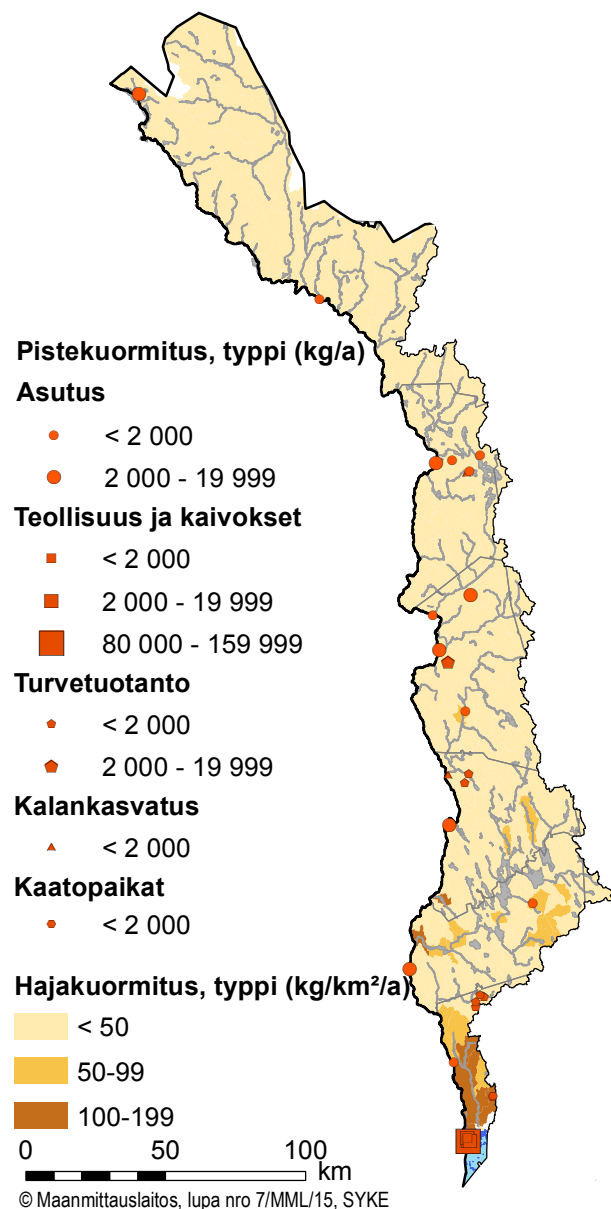 Pistekuormitus, typpi (kg/a)
Asutus
< 2 000
2 000 - 19 999
Teollisuus ja kaivokset
< 2 000
2 000 - 19 999
80 000 - 159 999
Turvetuotanto
< 2 000
2 000 - 19 999
Kalankasvatus
< 2 000
Kaatopaikat
< 2 000
Hajakuormitus, typpi (kg/km²/a)
< 50
50-99
100-199
0 50 100
km
© Maanmittauslaitos, lupa nro 7/MML/15, SYKE